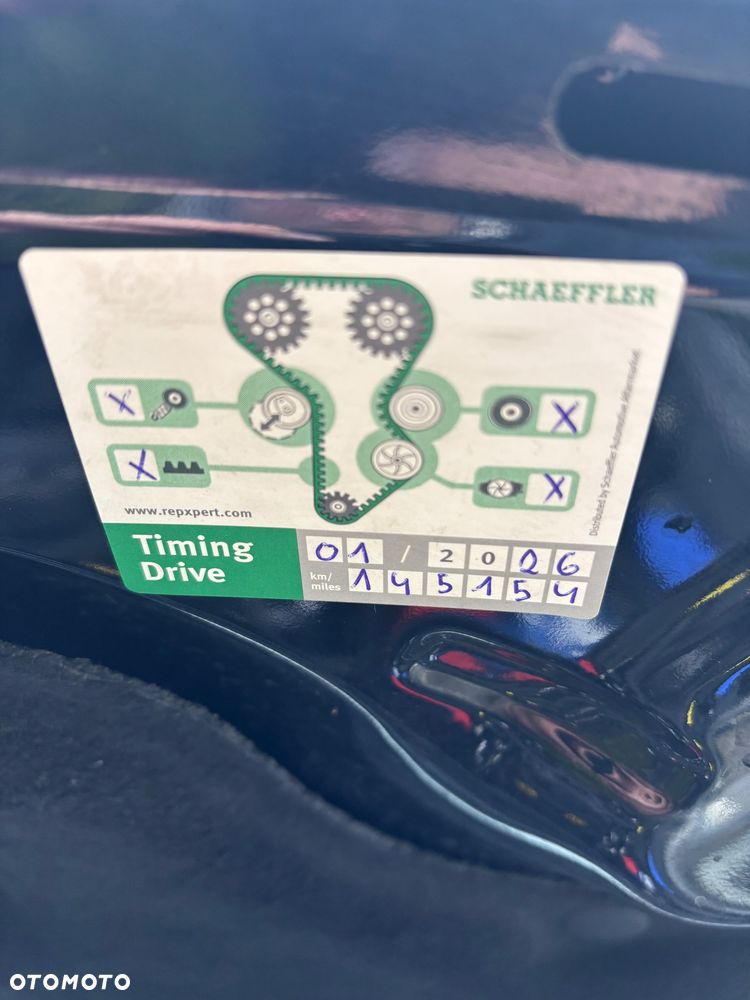 SCHAEFFLER
X
X
X
X
Distributed by Schaeffler Automotive Aftermarket
www.repxpert.com
Timing
Drive
01 / 2026
km/
miles
145154
OTOMOTO